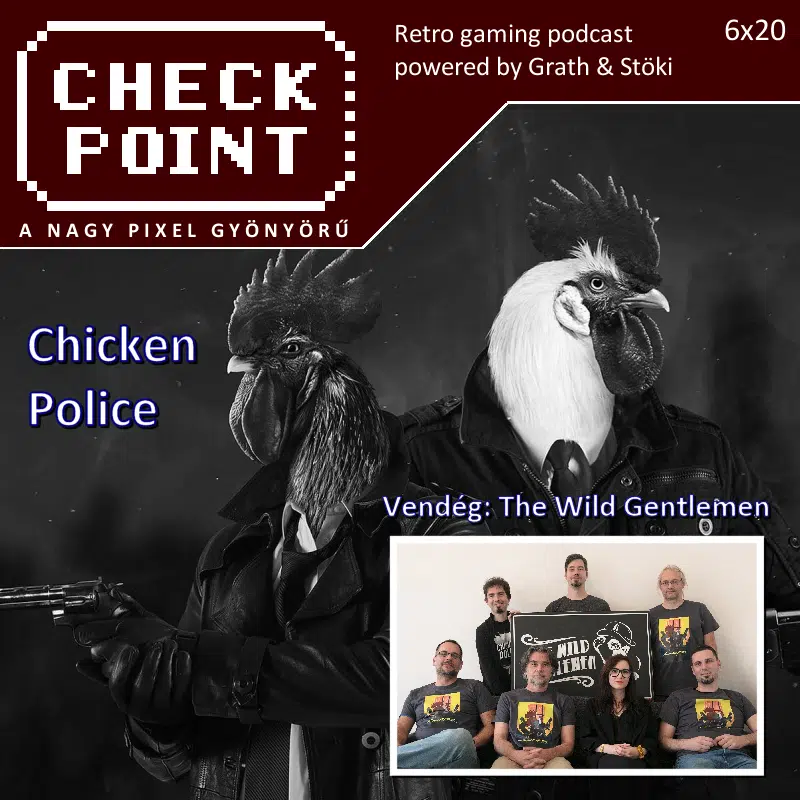 CHECK
POINT
A NAGY PIXEL GYÖNYÖRŰ
Retro gaming podcast
powered by Grath & Stöki
6x20
Chicken
Police
Vendég: The Wild Gentlemen
WILD